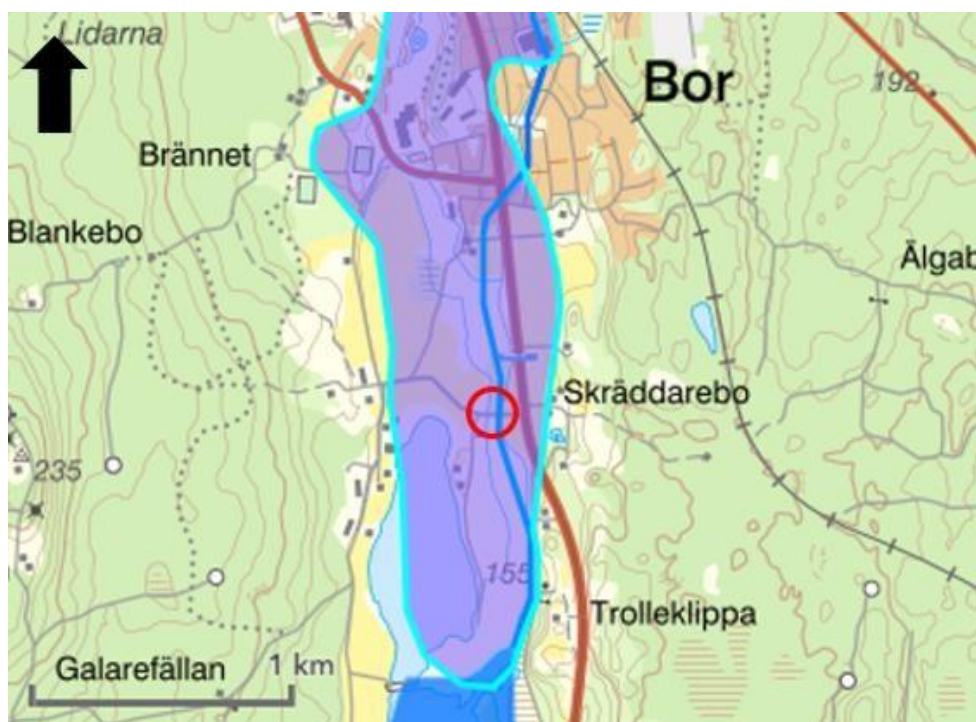 Lidarna
Bor
192
Brännet
Blankebo
Älgab
Skräddarebo
235
155
Trolleklippa
Galarefällan
1 km